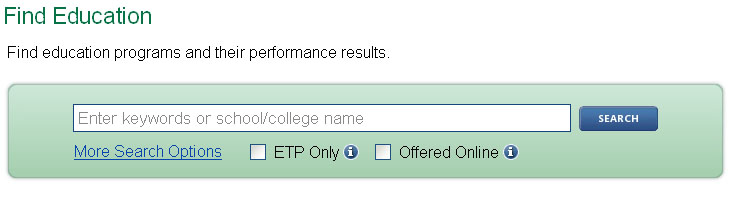 Find Education
Find education programs and their performance results.
Enter keywords or school/college name
SEARCH
More Search Options ETP Only i Offered Online i